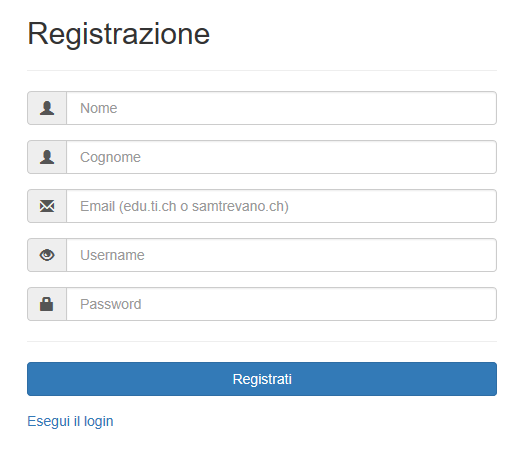 Registrazione
Nome
Cognome
Email (edu.ti.ch o samtrevano.ch)
Username
Password
Registrati
Esegui il login